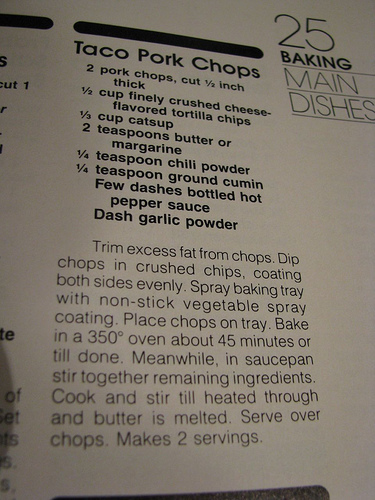 25
BAKING
MAIN
DISHES
Taco Pork Chops
2 pork chops, cut ½ inch
thick
½ cup finely crushed cheese-
flavored tortilla chips
⅓ cup catsup
2 teaspoons butter or
margarine
¼ teaspoon chili powder
¼ teaspoon ground cumin
Few dashes bottled hot
pepper sauce
Dash garlic powder
Trim excess fat from chops. Dip
chops in crushed chips, coating
both sides evenly. Spray baking tray
with non-stick vegetable spray
coating. Place chops on tray. Bake
in a 350° oven about 45 minutes or
till done. Meanwhile, in saucepan
stir together remaining ingredients.
Cook and stir till heated through
and butter is melted. Serve over
chops. Makes 2 servings.
cut 1
of